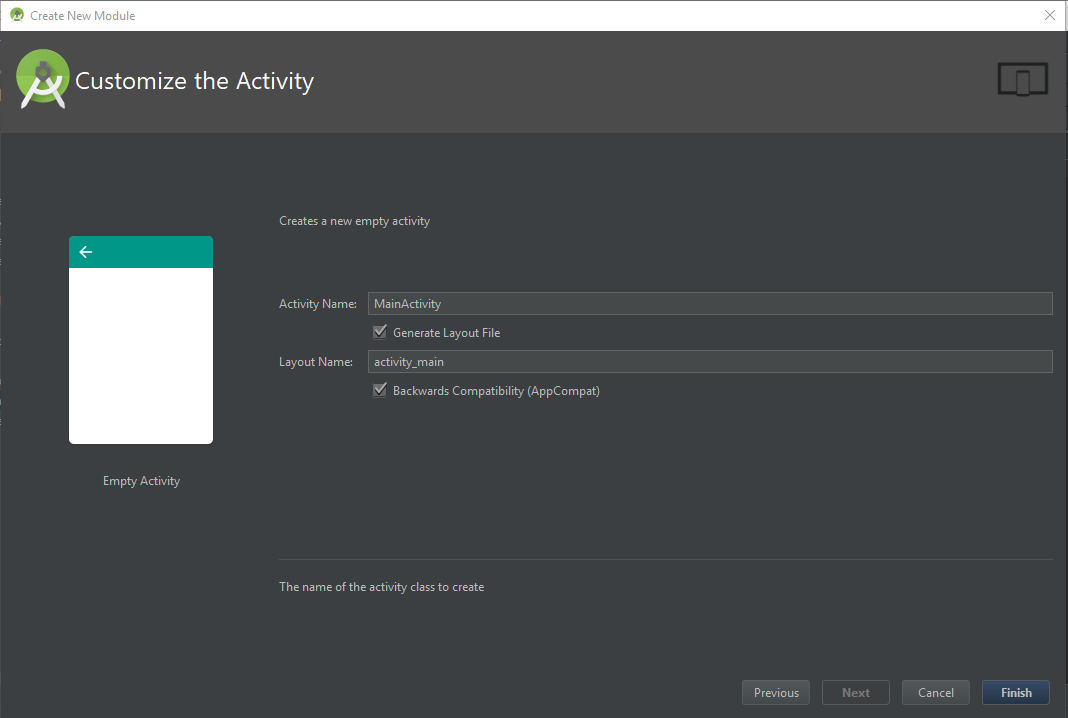 Create New Module
Customize the Activity
Creates a new empty activity
Activity Name: MainActivity
Generate Layout File
Layout Name: activity_main
Backwards Compatibility (AppCompat)
Empty Activity
The name of the activity class to create
Previous Next Cancel Finish